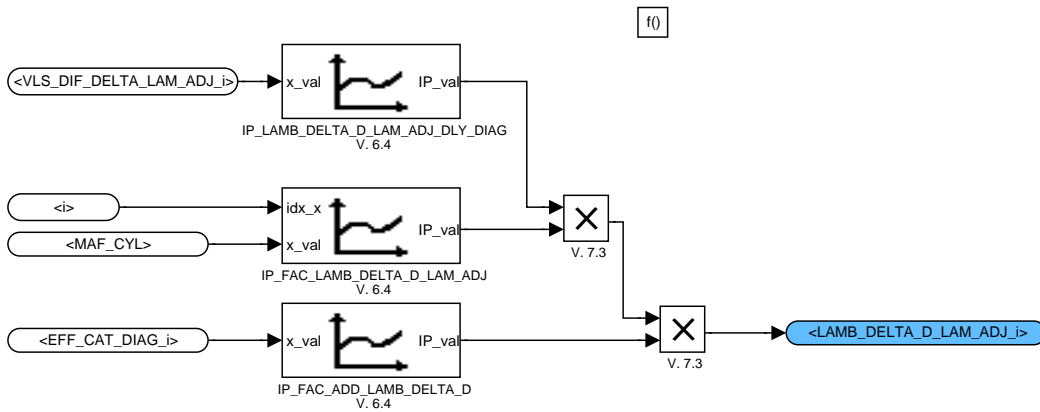 f()
<VLS_DIF_DELTA_LAM_ADJ_i>
x_val
IP_val
IP_LAMB_DELTA_D_LAM_ADJ_DLY_DIAG
V. 6.4
<i>
idx_x
<MAF_CYL>
x_val
IP_val
IP_FAC_LAMB_DELTA_D_LAM_ADJ
V. 6.4
V. 7.3
<EFF_CAT_DIAG_i>
x_val
IP_val
IP_FAC_ADD_LAMB_DELTA_D
V. 6.4
V. 7.3
<LAMB_DELTA_D_LAM_ADJ_i>